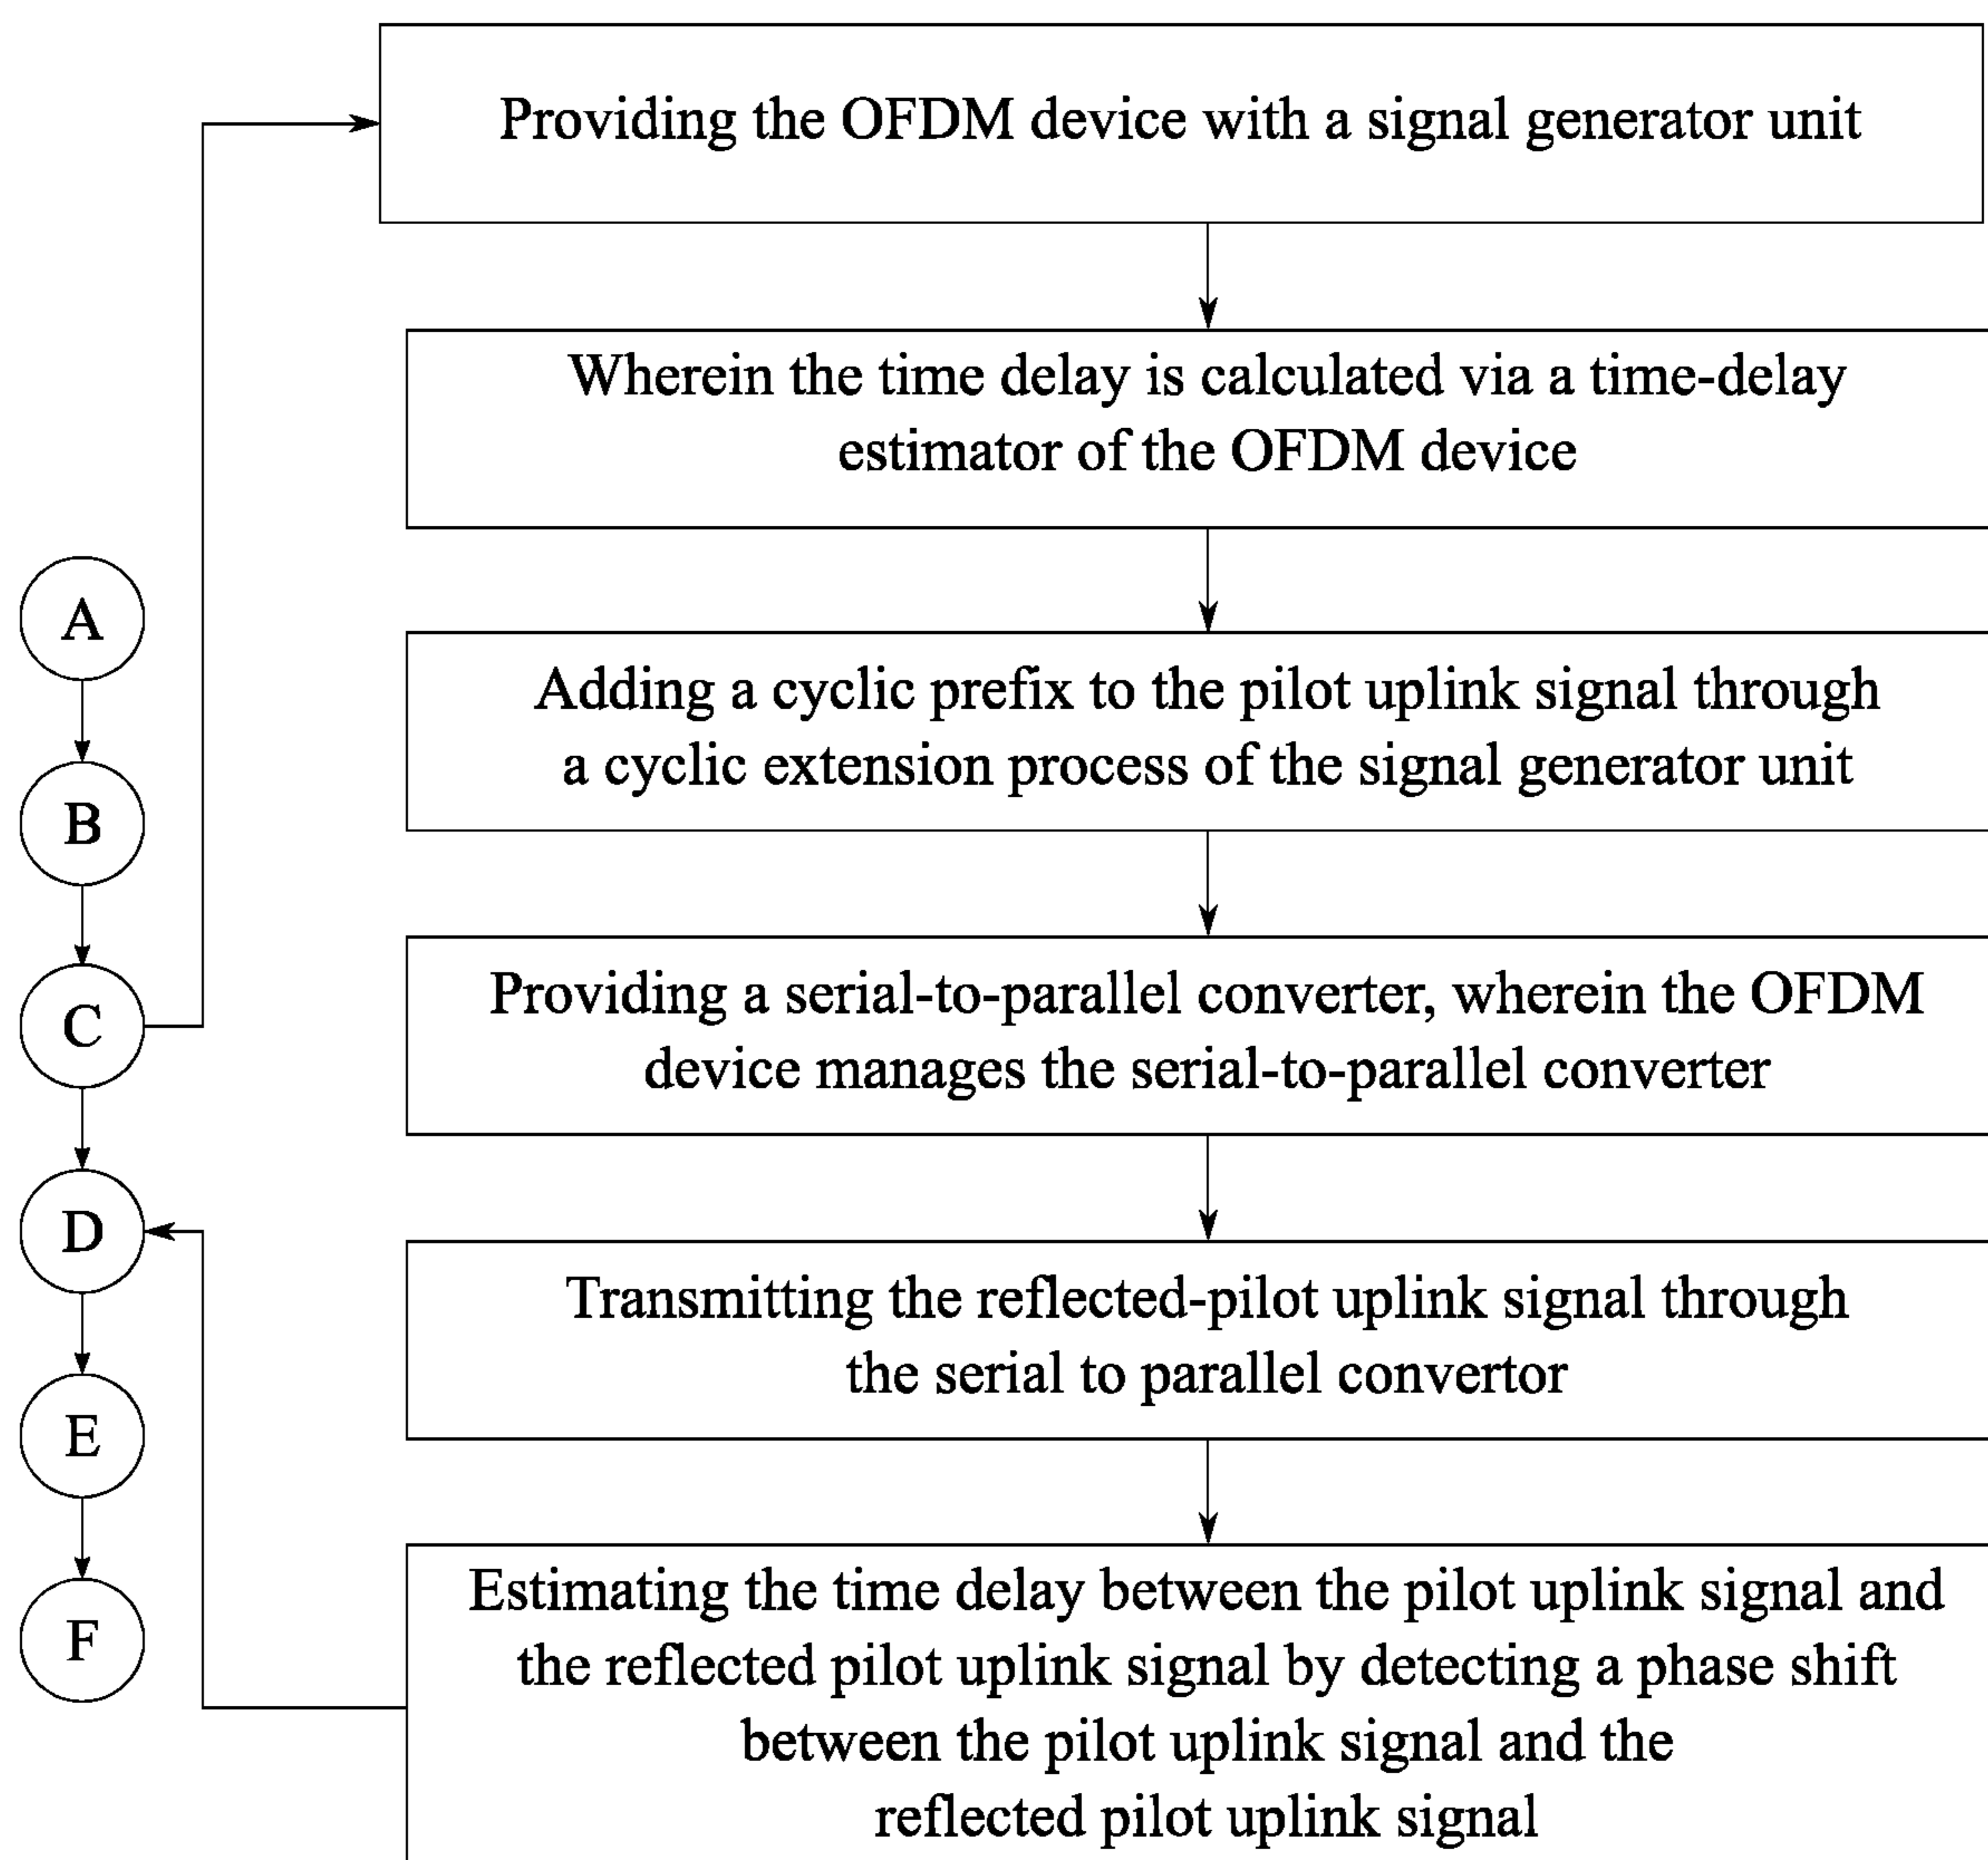 Providing the OFDM device with a signal generator unit
Wherein the time delay is calculated via a time-delay
estimator of the OFDM device
Adding a cyclic prefix to the pilot uplink signal through
a cyclic extension process of the signal generator unit
Providing a serial-to-parallel converter, wherein the OFDM
device manages the serial-to-parallel converter
Transmitting the reflected-pilot uplink signal through
the serial to parallel convertor
Estimating the time delay between the pilot uplink signal and
the reflected pilot uplink signal by detecting a phase shift
between the pilot uplink signal and the
reflected pilot uplink signal
A
B
C
D
E
F